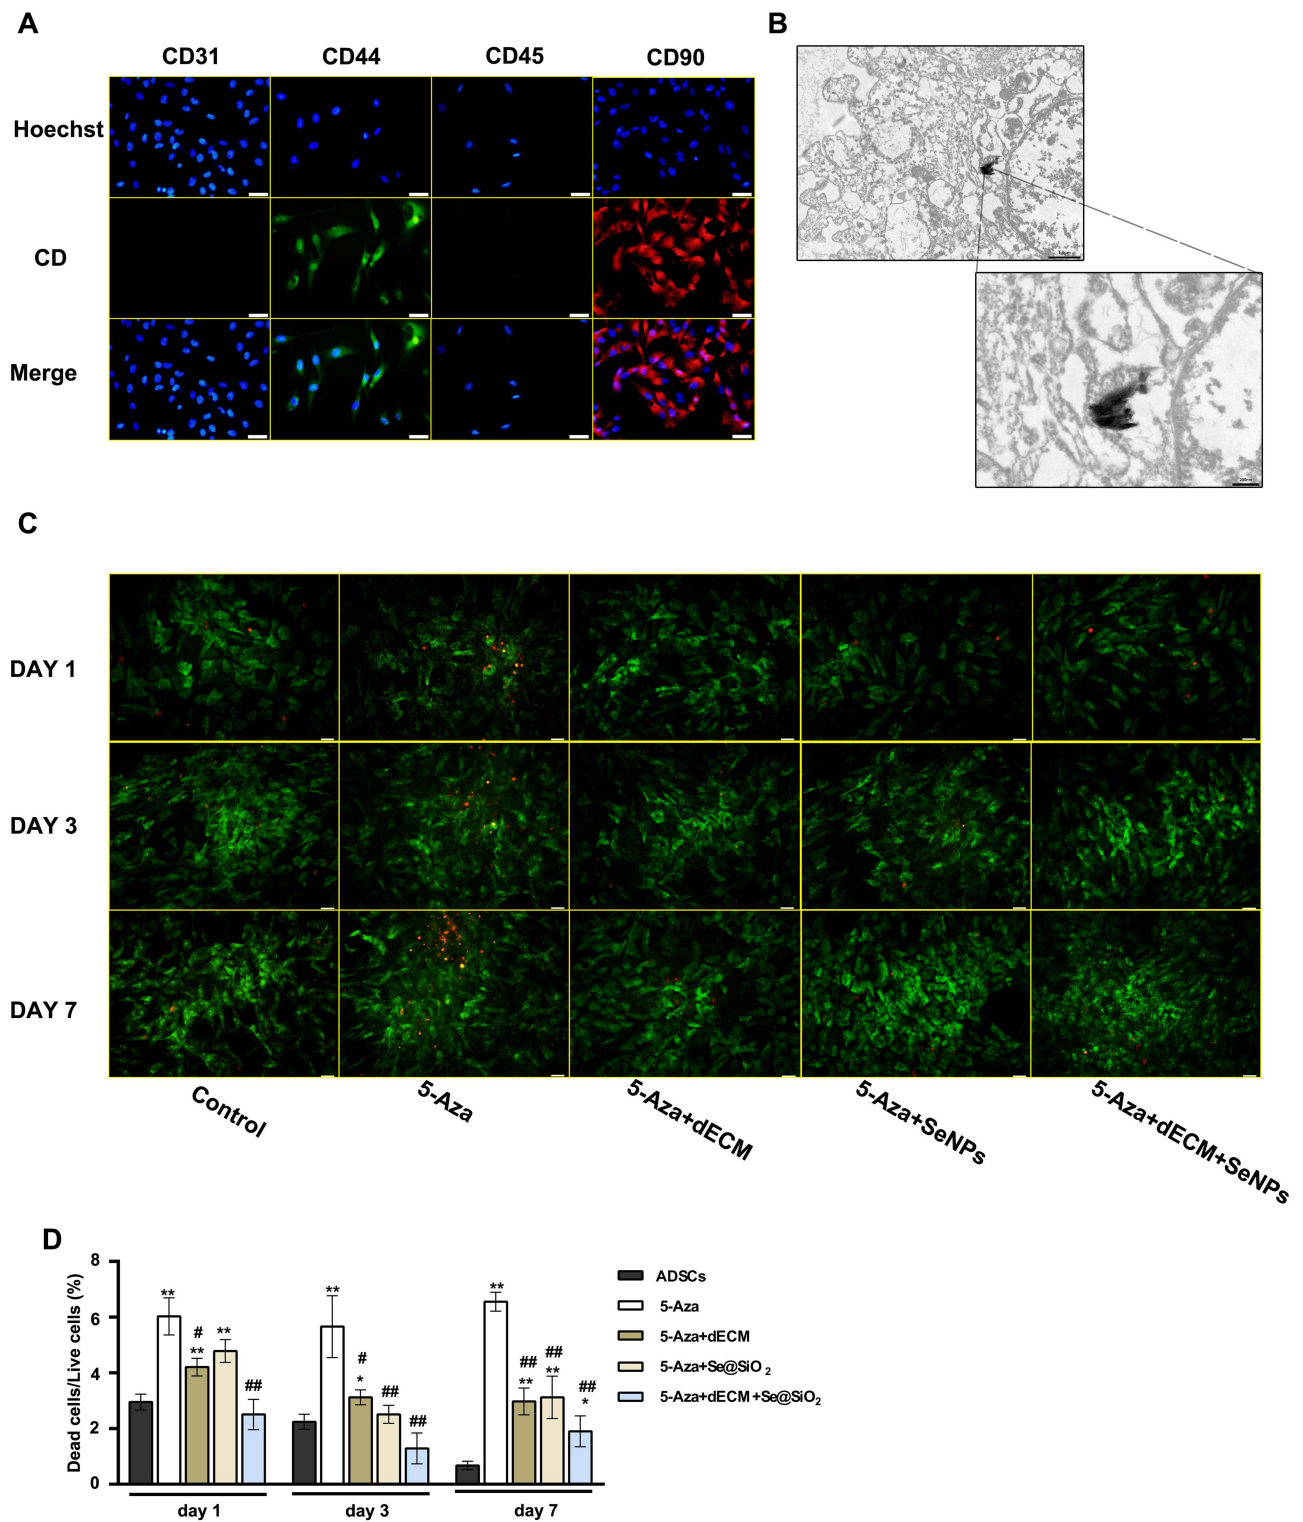 A
B
CD31 CD44 CD45 CD90
Hoechst
CD
Merge
200nm
C
DAY 1
DAY 3
DAY 7
Control
5-Aza
5-Aza+dECM
5-Aza+SeNPs
5-Aza+dECM+SeNPs
D
Dead cells/Live cells (%)
8
6
4
2
0
**
#
**
**
##
**
#
*
##
##
**
##
**
##
**
##
*
day 1 day 3 day 7
ADSCs
5-Aza
5-Aza+dECM
5-Aza+Se@SiO2
5-Aza+dECM+Se@SiO2